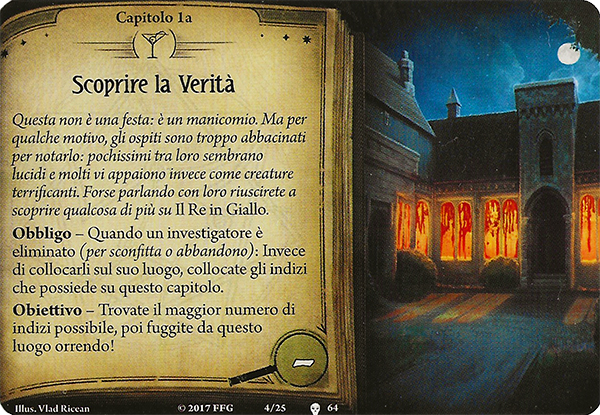 Capitolo 1a
Scoprire la Verità
Questa non è una festa: è un manicomio. Ma per
qualche motivo, gli ospiti sono troppo abbacinati
per notarlo: pochissimi tra loro sembrano
lucidi e molti vi appaiono invece come creature
terrificanti. Forse parlando con loro riuscirete a
scoprire qualcosa di più su Il Re in Giallo.
Obbligo – Quando un investigatore è
eliminato (per sconfitta o abbandono): Invece
di collocarli sul suo luogo, collocate gli indizi
che possiede su questo capitolo.
Obiettivo – Trovate il maggior numero di
indizi possibile, poi fuggite da questo
luogo orrendo!
–
Illus. Vlad Ricean © 2017 FFG 4/25 64